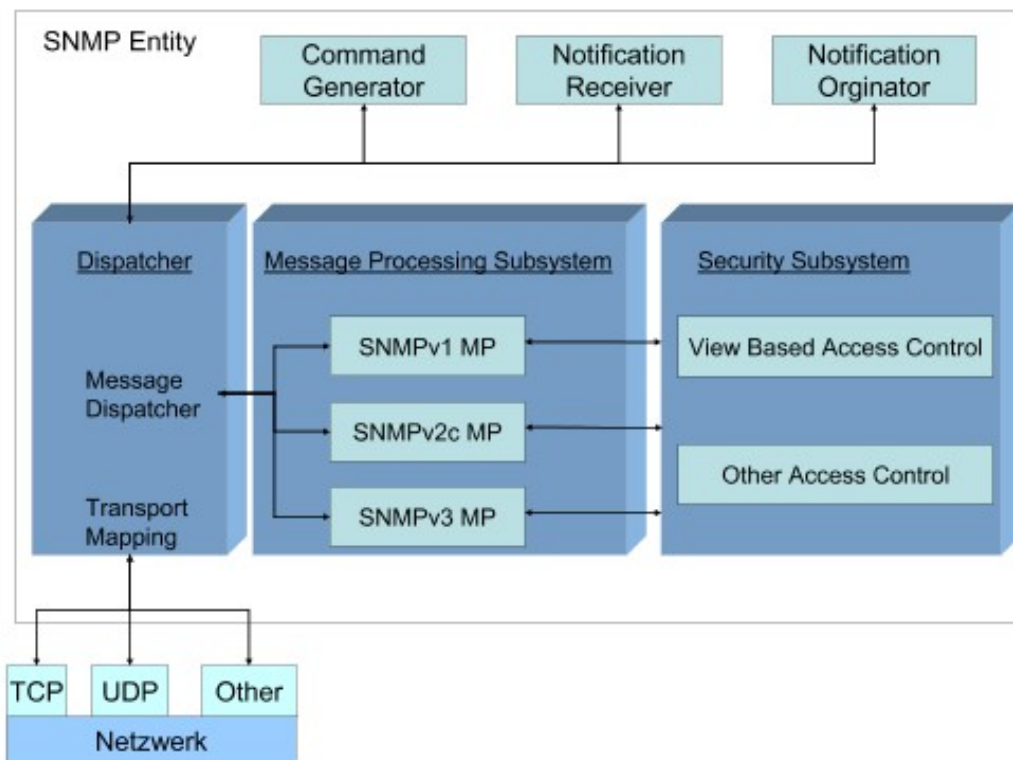 SNMP Entity
Command
Generator
Notification
Receiver
Notification
Orginator
Dispatcher
Message Processing Subsystem
Security Subsystem
SNMPv1 MP
View Based Access Control
Message
Dispatcher
SNMPv2c MP
Other Access Control
Transport
Mapping
SNMPv3 MP
TCP
UDP
Other
Netzwerk